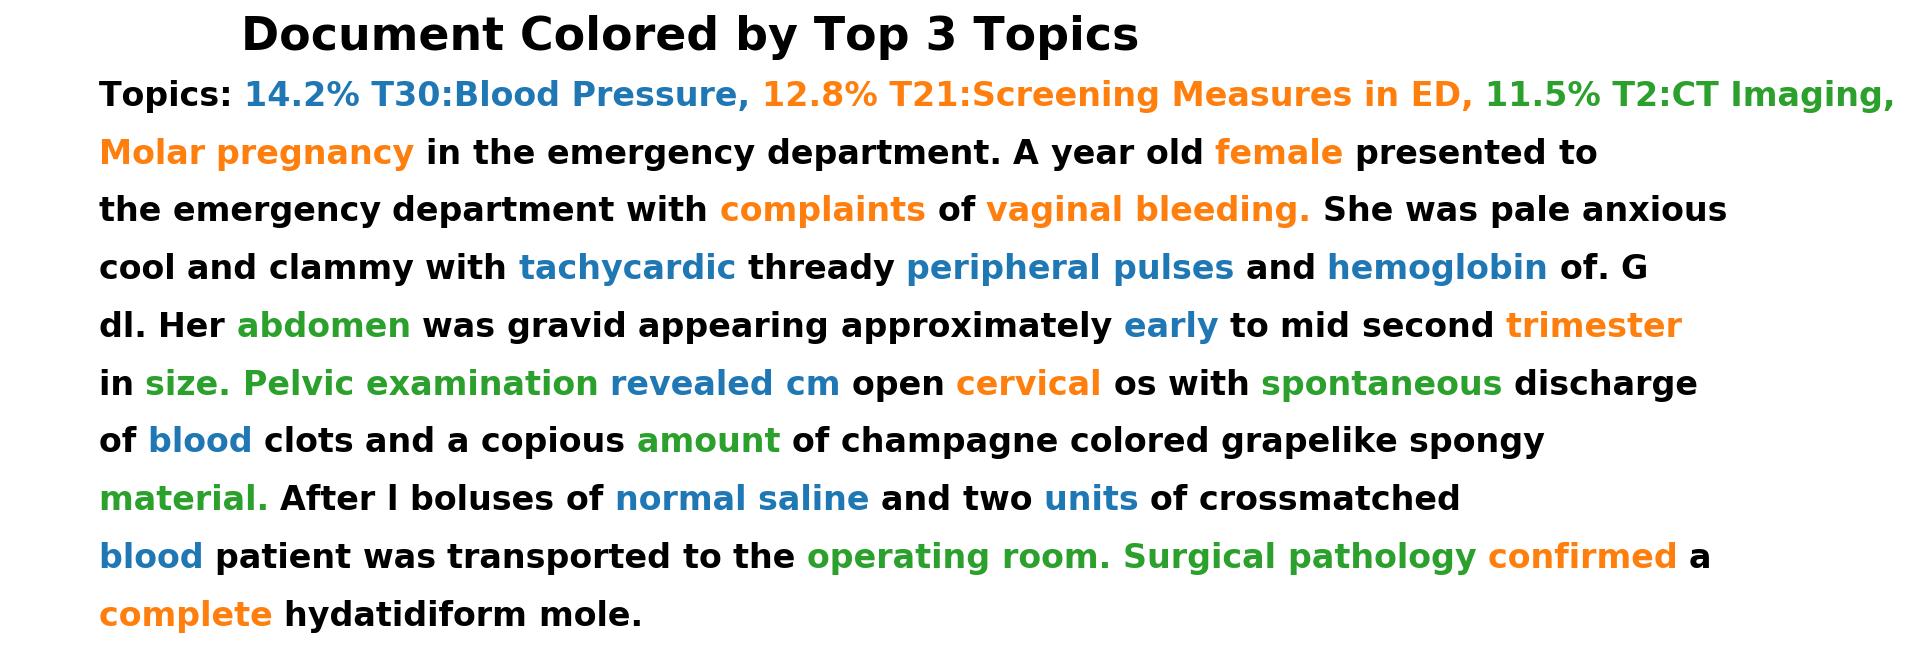 Document Colored by Top 3 Topics
Topics: 14.2% T30:Blood Pressure, 12.8% T21:Screening Measures in ED, 11.5% T2:CT Imaging,
Molar pregnancy in the emergency department. A year old female presented to
the emergency department with complaints of vaginal bleeding. She was pale anxious
cool and clammy with tachycardic thready peripheral pulses and hemoglobin of. G
dl. Her abdomen was gravid appearing approximately early to mid second trimester
in size. Pelvic examination revealed cm open cervical os with spontaneous discharge
of blood clots and a copious amount of champagne colored grapelike spongy
material. After l boluses of normal saline and two units of crossmatched
blood patient was transported to the operating room. Surgical pathology confirmed a
complete hydatidiform mole.